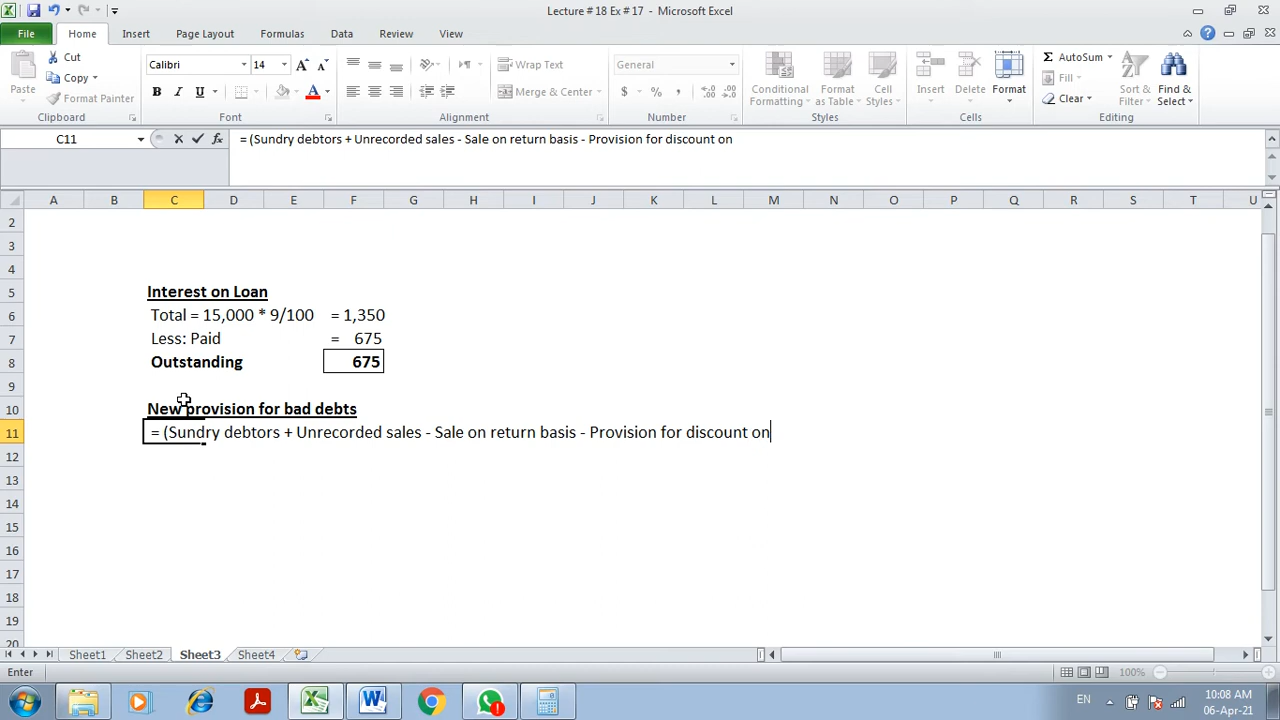 Lecture # 18 Ex # 17 - Microsoft Excel
File Home Insert Page Layout Formulas Data Review View
Paste
Cut
Copy
Format Painter
Clipboard
Calibri 14
B I U A
Font
Wrap Text
Merge & Center
Alignment
General
$ % ,
Number
Conditional Formatting
Format as Table
Cell Styles
Styles
Insert
Delete
Format
Cells
AutoSum
Fill
Clear
Sort & Filter
Find & Select
Editing
C11 fx = (Sundry debtors + Unrecorded sales - Sale on return basis - Provision for discount on
A B C D E F G H I J K L M N O P Q R S T U
2
3
4
5 Interest on Loan
6 Total = 15,000 * 9/100 = 1,350
7 Less: Paid = 675
8 Outstanding 675
9
10 New provision for bad debts
11 = (Sundry debtors + Unrecorded sales - Sale on return basis - Provision for discount on
12
13
14
15
16
17
18
19
20
Sheet1 Sheet2 Sheet3 Sheet4
Enter 100%
EN 10:08 AM
06-Apr-21